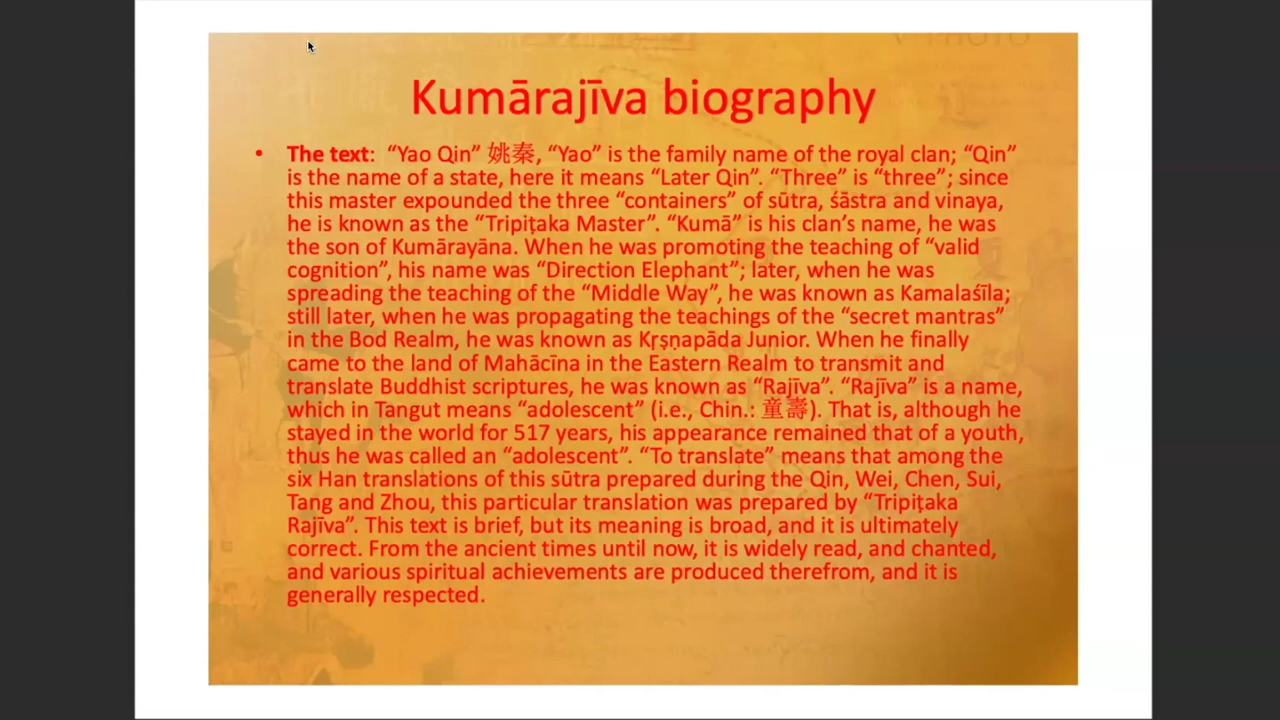 Kumārajīva biography
• The text: “Yao Qin” 姚秦, “Yao” is the family name of the royal clan; “Qin”
is the name of a state, here it means “Later Qin”. “Three” is “three”; since
this master expounded the three “containers” of sūtra, śāstra and vinaya,
he is known as the “Tripiṭaka Master”. “Kumā” is his clan’s name, he was
the son of Kumārayāna. When he was promoting the teaching of “valid
cognition”, his name was “Direction Elephant”; later, when he was
spreading the teaching of the “Middle Way”, he was known as Kamalaśīla;
still later, when he was propagating the teachings of the “secret mantras”
in the Bod Realm, he was known as Kṛṣṇapāda Junior. When he finally
came to the land of Mahācīna in the Eastern Realm to transmit and
translate Buddhist scriptures, he was known as “Rajīva”. “Rajīva” is a name,
which in Tangut means “adolescent” (i.e., Chin.: 童壽). That is, although he
stayed in the world for 517 years, his appearance remained that of a youth,
thus he was called an “adolescent”. “To translate” means that among the
six Han translations of this sūtra prepared during the Qin, Wei, Chen, Sui,
Tang and Zhou, this particular translation was prepared by “Tripiṭaka
Rajīva”. This text is brief, but its meaning is broad, and it is ultimately
correct. From the ancient times until now, it is widely read, and chanted,
and various spiritual achievements are produced therefrom, and it is
generally respected.